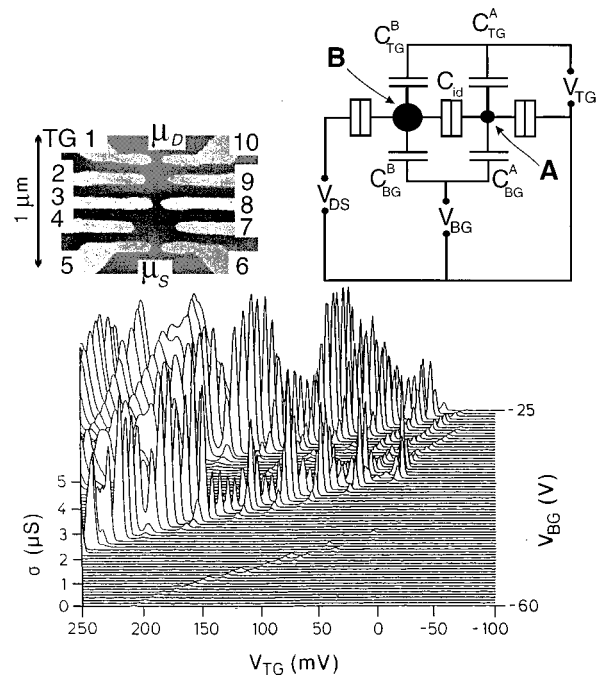 TG 1 μ_D 10
2 9
3 8
4 7
5 μ_S 6
1 μm
C_TG^B C_TG^A
B C_id V_TG
A
C_BG^B C_BG^A
V_DS V_BG
5
4
3
2
1
0
σ (μS)
-25
V_BG (V)
-60
250 200 150 100 50 0 -50 -100
V_TG (mV)